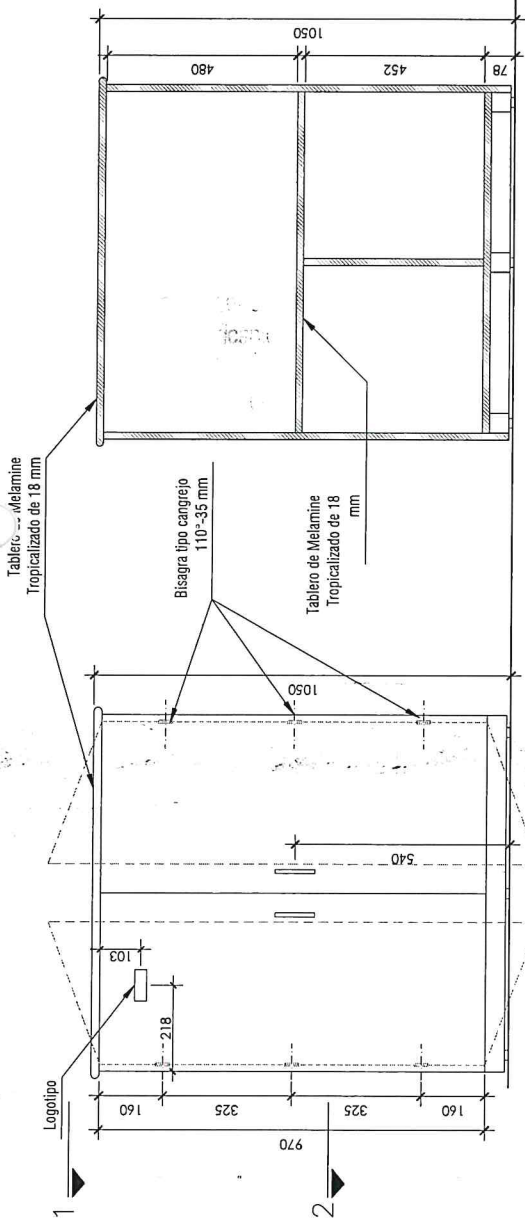 Tablero de Melamine
Tropicalizado de 18 mm
Bisagra tipo cangrejo
110°-35 mm
Tablero de Melamine
Tropicalizado de 18
mm
Logotipo
1
2
103
218
160
325
325
160
970
540
1050
1050
480
452
78